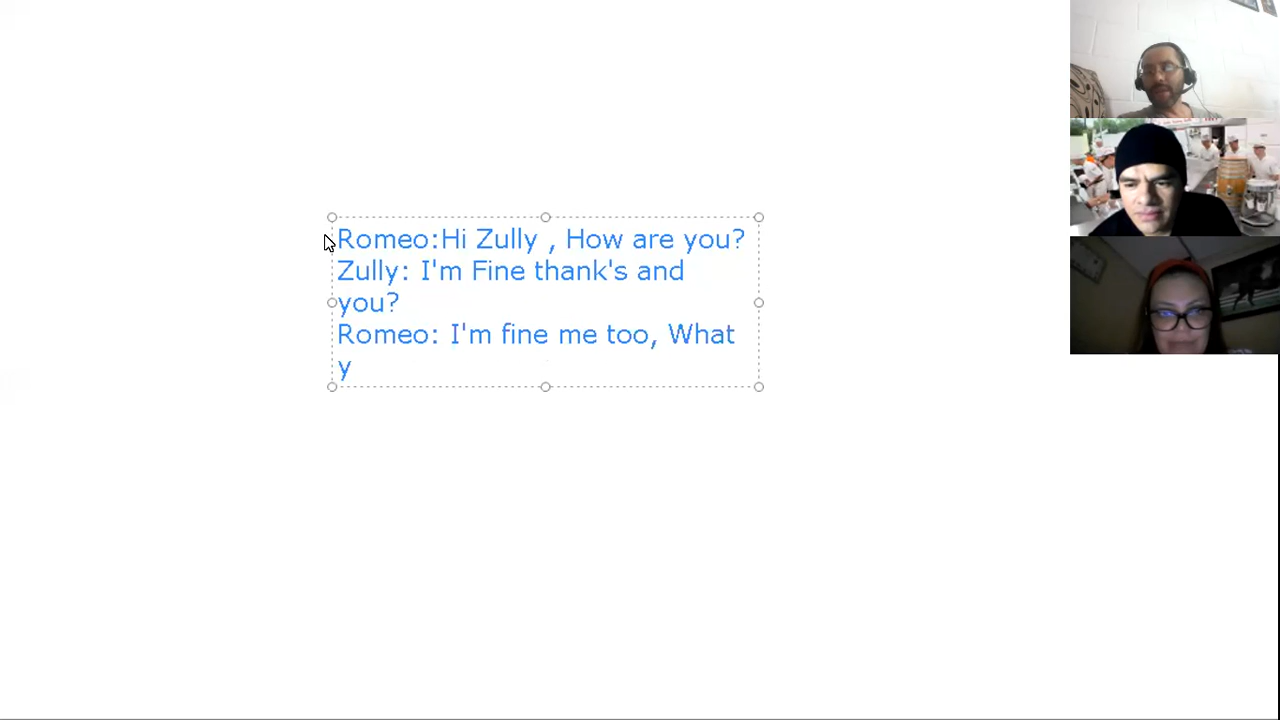 Romeo:Hi Zully , How are you?
Zully: I'm Fine thank's and
you?
Romeo: I'm fine me too, What
y